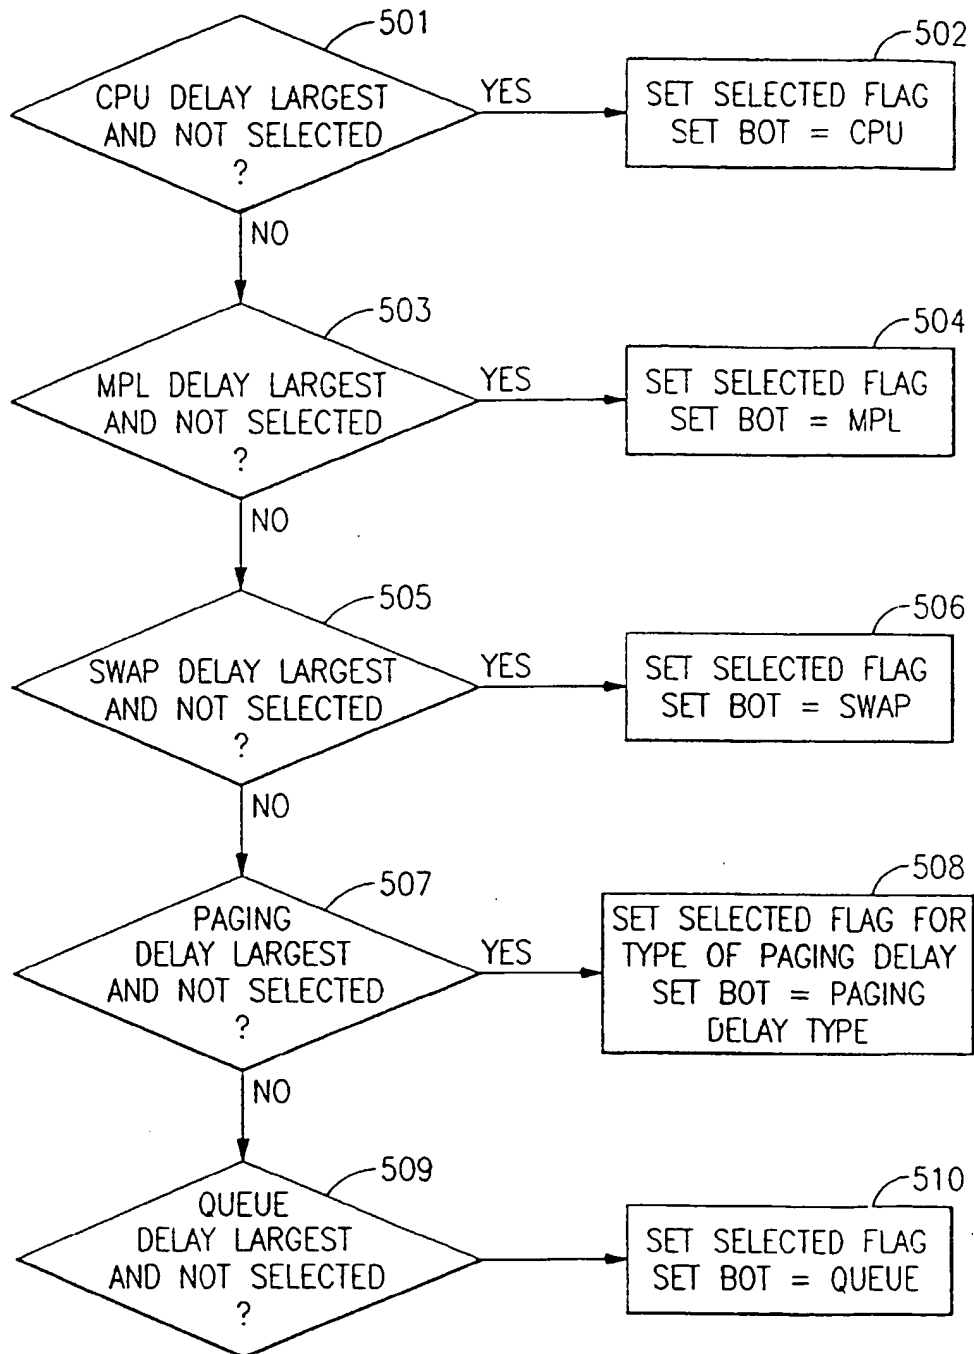 501
CPU DELAY LARGEST
AND NOT SELECTED
?
YES
502
SET SELECTED FLAG
SET BOT = CPU
NO
503
MPL DELAY LARGEST
AND NOT SELECTED
?
YES
504
SET SELECTED FLAG
SET BOT = MPL
NO
505
SWAP DELAY LARGEST
AND NOT SELECTED
?
YES
506
SET SELECTED FLAG
SET BOT = SWAP
NO
507
PAGING
DELAY LARGEST
AND NOT SELECTED
?
YES
508
SET SELECTED FLAG FOR
TYPE OF PAGING DELAY
SET BOT = PAGING
DELAY TYPE
NO
509
QUEUE
DELAY LARGEST
AND NOT SELECTED
?
510
SET SELECTED FLAG
SET BOT = QUEUE